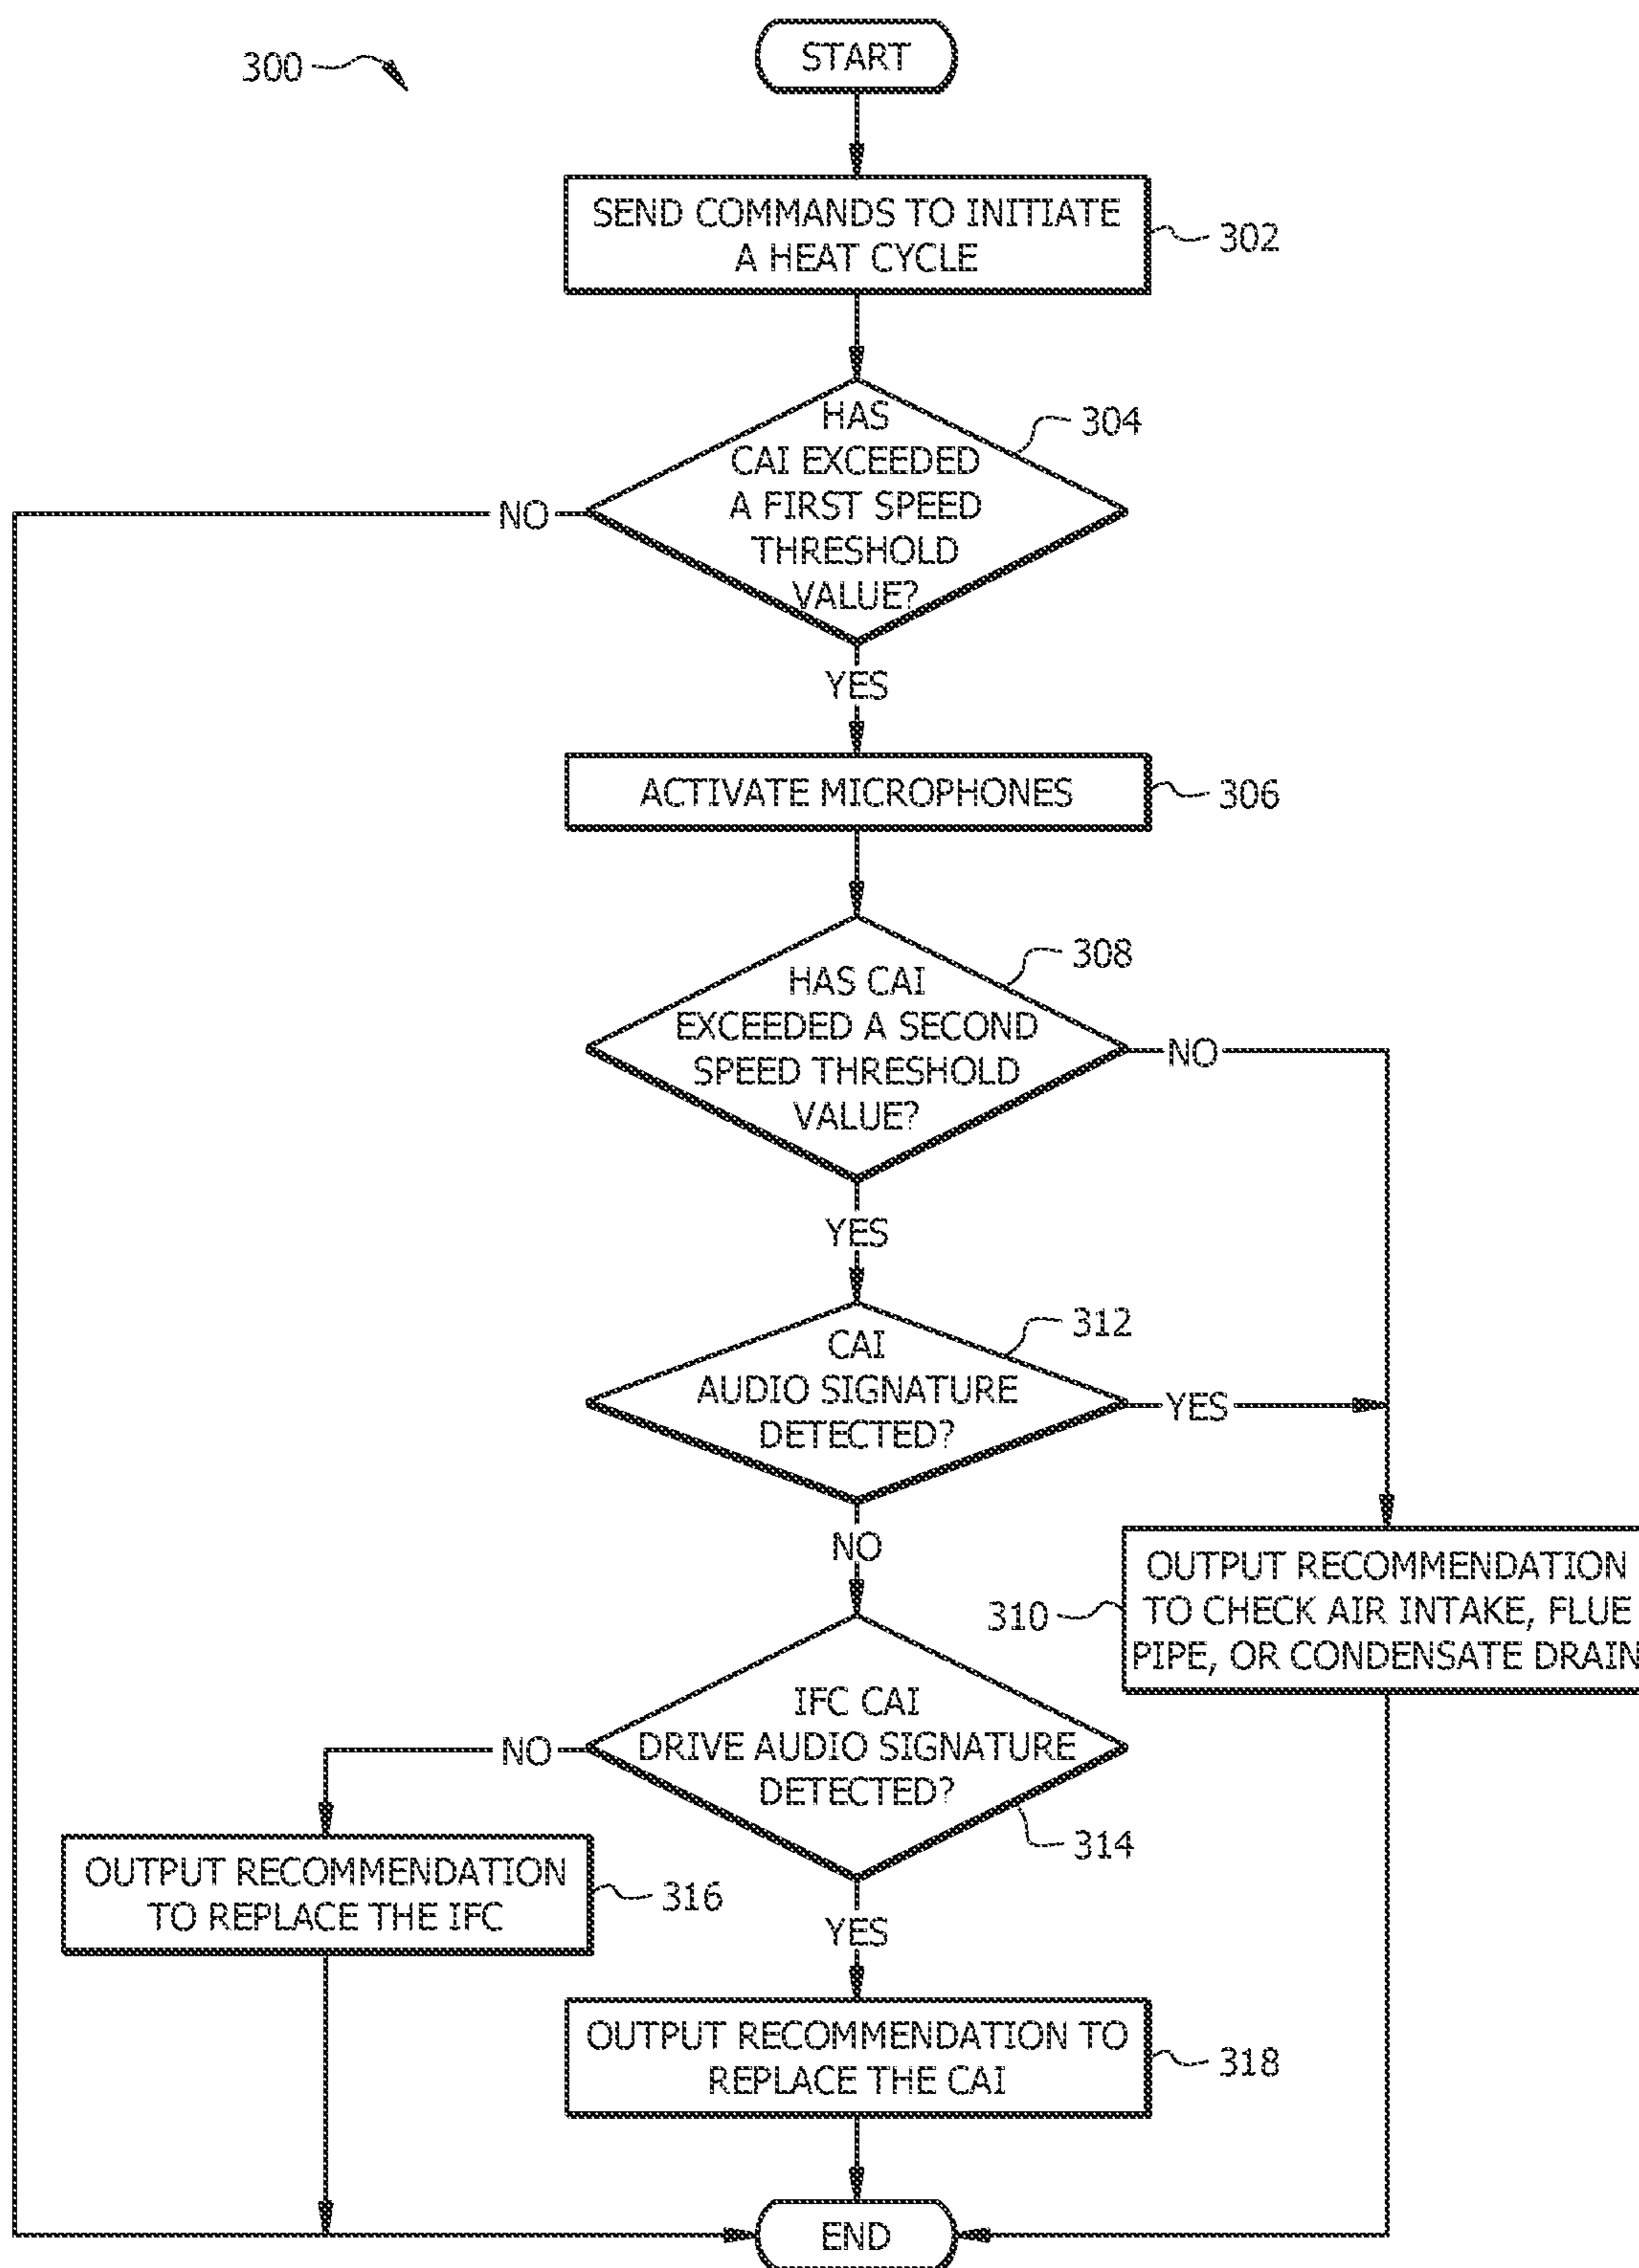 300
START
SEND COMMANDS TO INITIATE
A HEAT CYCLE
302
HAS
CAI EXCEEDED
A FIRST SPEED
THRESHOLD
VALUE?
304
NO
YES
ACTIVATE MICROPHONES
306
HAS CAI
EXCEEDED A SECOND
SPEED THRESHOLD
VALUE?
308
NO
YES
CAI
AUDIO SIGNATURE
DETECTED?
312
YES
NO
OUTPUT RECOMMENDATION
TO CHECK AIR INTAKE, FLUE
PIPE, OR CONDENSATE DRAIN
310
IFC CAI
DRIVE AUDIO SIGNATURE
DETECTED?
314
NO
YES
OUTPUT RECOMMENDATION
TO REPLACE THE IFC
316
OUTPUT RECOMMENDATION TO
REPLACE THE CAI
318
END